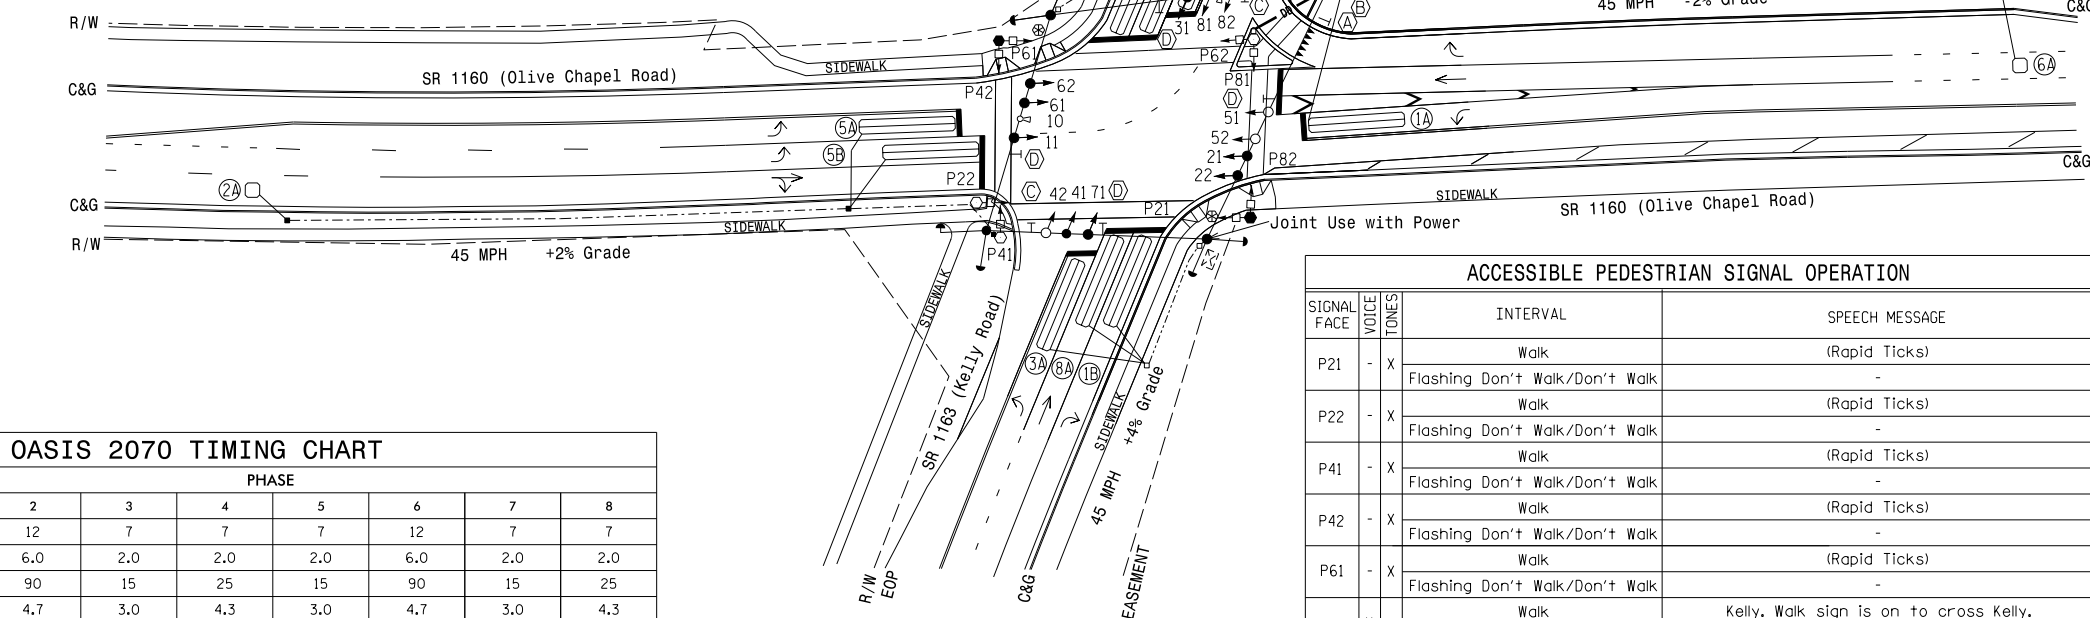 R/W
SR 1160 (Olive Chapel Road)
SIDEWALK
C&G
P61
P42
62
61
10
11
D
31 81 82
D
P62
C
DB
A
B
45 MPH -2% Grade
C&G
P81
D
6A
51
52
21
22
P82
1A
5A
5B
2A
P22
C
42 41 71
D
P21
C&G
R/W
SIDEWALK
45 MPH +2% Grade
P41
C&G
SIDEWALK
SR 1160 (Olive Chapel Road)
Joint Use with Power
SIDEWALK
SR 1163 (Kelly Road)
3A
8A
1B
SIDEWALK
+4% Grade
45 MPH
R/W
EOP
C&G
EASEMENT
OASIS 2070 TIMING CHART
PHASE
2 3 4 5 6 7 8
12 7 7 7 12 7 7
6.0 2.0 2.0 2.0 6.0 2.0 2.0
90 15 25 15 90 15 25
4.7 3.0 4.3 3.0 4.7 3.0 4.3
ACCESSIBLE PEDESTRIAN SIGNAL OPERATION
SIGNAL FACE VOICE TONES INTERVAL SPEECH MESSAGE
P21 - X Walk (Rapid Ticks)
Flashing Don't Walk/Don't Walk -
P22 - X Walk (Rapid Ticks)
Flashing Don't Walk/Don't Walk -
P41 - X Walk (Rapid Ticks)
Flashing Don't Walk/Don't Walk -
P42 - X Walk (Rapid Ticks)
Flashing Don't Walk/Don't Walk -
P61 - X Walk (Rapid Ticks)
Flashing Don't Walk/Don't Walk -
Walk Kelly. Walk sign is on to cross Kelly.